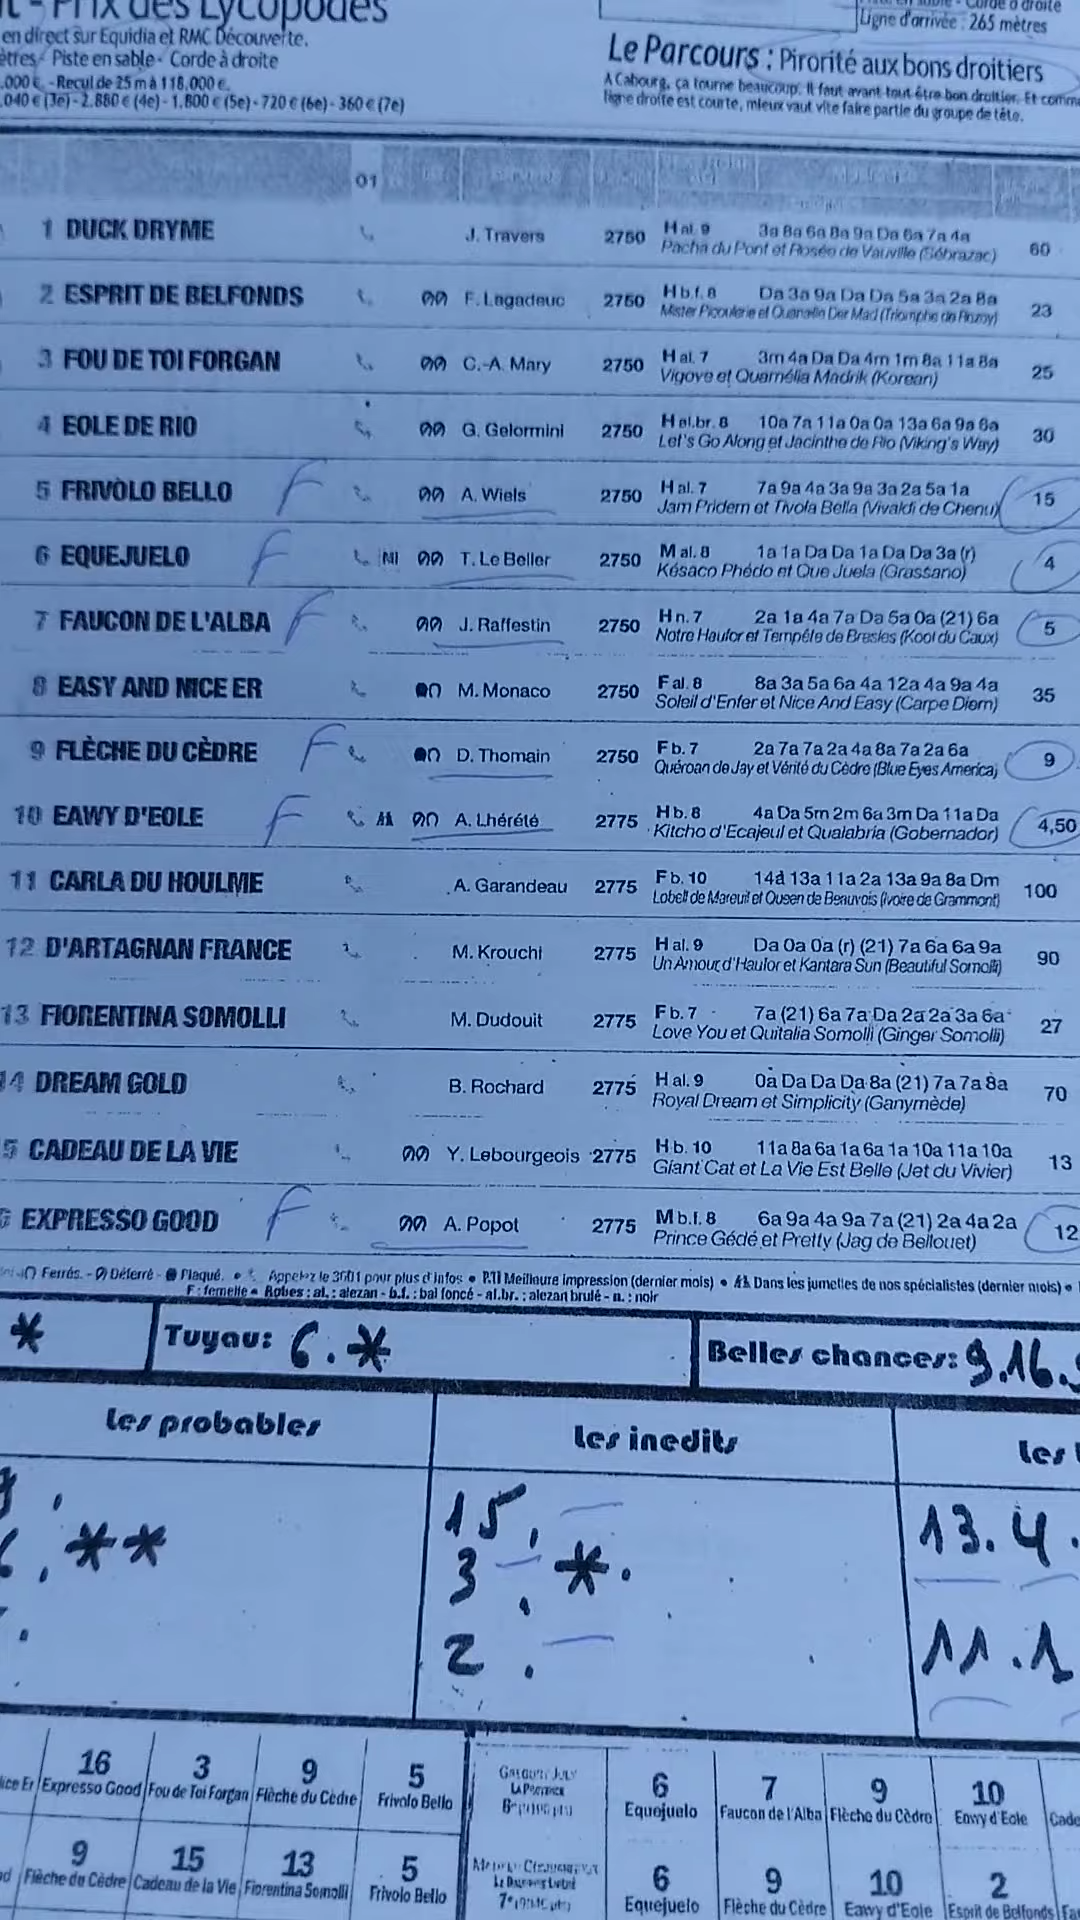 t - Prix des Lycopodes
en direct sur Equidia et RMC Découverte.
ètres - Piste en sable - Corde à droite
.000 €. - Recul de 25 m à 118.000 €.
.040 € (3e) - 2.880 € (4e) - 1.800 € (5e) - 720 € (6e) - 360 € (7e)
Corde à droite
Ligne d'arrivée : 265 mètres
Le Parcours : Pirorité aux bons droitiers
A Cabourg, ça tourne beaucoup. Il faut avant tout être bon droitier. Et comme
ligne droite est courte, mieux vaut vite faire partie du groupe de tête.
01
1 DUCK DRYME J. Travers 2750 H al. 9 3a 8a 6a 8a 9a Da 6a 7a 4a 60
Pacha du Pont et Rosée de Vauville (Sébrazac)
2 ESPRIT DE BELFONDS F. Lagadeuc 2750 H b.f. 8 Da 3a 9a Da Da 5a 3a 2a 8a 23
3 FOU DE TOI FORGAN C.-A. Mary 2750 H al. 7 3m 4a Da Da 4m 1m 8a 11a 8a 25
Vigove et Quamélia Madrik (Korean)
4 EOLE DE RIO G. Gelormini 2750 H al.br. 8 10a 7a 11a 0a 0a 13a 6a 9a 6a 30
Let's Go Along et Jacinthe de Rio (Viking's Way)
5 FRIVOLO BELLO F A. Wiels 2750 H al. 7 7a 9a 4a 3a 9a 3a 2a 5a 1a 15
Jam Pridem et Tivola Bella (Vivaldi de Chenu)
6 EQUEJUELO F NI T. Le Beller 2750 M al. 8 1a 1a Da Da 1a Da Da 3a (r) 4
Késaco Phédo et Que Juela (Grassano)
7 FAUCON DE L'ALBA F J. Raffestin 2750 H n. 7 2a 1a 4a 7a Da 5a 0a (21) 6a 5
Notre Haufor et Tempête de Bresles (Kool du Caux)
8 EASY AND NICE ER M. Monaco 2750 F al. 8 8a 3a 5a 6a 4a 12a 4a 9a 4a 35
Soleil d'Enfer et Nice And Easy (Carpe Diem)
9 FLÈCHE DU CÈDRE F D. Thomain 2750 F b. 7 2a 7a 7a 2a 4a 8a 7a 2a 6a 9
Quéroan de Jay et Vérité du Cèdre (Blue Eyes America)
10 EAWY D'EOLE F A. Lhérété 2775 H b. 8 4a Da 5m 2m 6a 3m Da 11a Da 4,50
Kitcho d'Ecajeul et Qualabria (Gobernador)
11 CARLA DU HOULME A. Garandeau 2775 F b. 10 14a 13a 11a 2a 13a 9a 8a Dm 100
Lobell de Mareuil et Queen de Beauvois (Ivoire de Grammont)
12 D'ARTAGNAN FRANCE M. Krouchi 2775 H al. 9 Da 0a 0a (r) (21) 7a 6a 6a 9a 90
Un Amour d'Haufor et Kantara Sun (Beautiful Somolli)
13 FIORENTINA SOMOLLI M. Dudouit 2775 F b. 7 7a (21) 6a 7a Da 2a 2a 3a 6a 27
Love You et Quitalia Somolli (Ginger Somolli)
14 DREAM GOLD B. Rochard 2775 H al. 9 0a Da Da Da 8a (21) 7a 7a 8a 70
Royal Dream et Simplicity (Ganymède)
5 CADEAU DE LA VIE Y. Lebourgeois 2775 H b. 10 11a 8a 6a 1a 6a 1a 10a 11a 10a 13
Giant Cat et La Vie Est Belle (Jet du Vivier)
6 EXPRESSO GOOD F A. Popot 2775 M b.f. 8 6a 9a 4a 9a 7a (21) 2a 4a 2a 12
Prince Gédé et Pretty (Jag de Bellouet)
Ferrés. - Déferré - Plaqué. • Appelez le 3601 pour plus d'infos • Meilleure impression (dernier mois) • Dans les jumelles de nos spécialistes (dernier mois) •
F : femelle • Robes : al. : alezan - b.f. : bai foncé - al.br. : alezan brulé - n. : noir
* Tuyau: 6.* Belles chances: 9.16.
Les probables Les inedits Les
15. 13.4.
. ** 3 . *.
2 . 11.1
16 3 9 5 6 7 9 10
ice Er Expresso Good Fou de Toi Forgan Flèche du Cèdre Frivolo Bello Equejuelo Faucon de l'Alba Flèche du Cèdre Eawy d'Eole Cade
9 15 13 5 6 9 10 2
Flèche du Cèdre Cadeau de la Vie Fiorentina Somolli Frivolo Bello Equejuelo Flèche du Cèdre Eawy d'Eole Esprit de Belfonds Fa